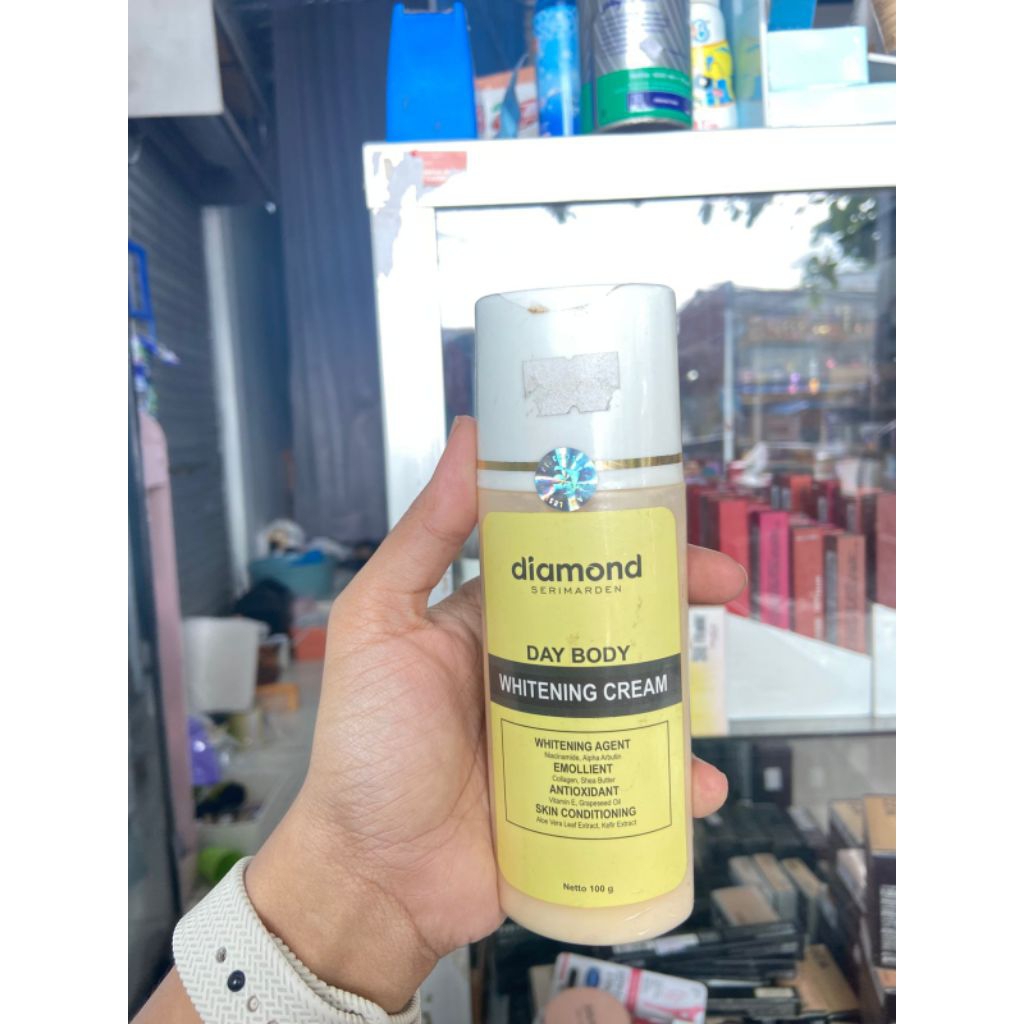 diamond
SERIMARDEN
DAY BODY
WHITENING CREAM
WHITENING AGENT
Niacinamide, Alpha Arbutin
EMOLLIENT
Collagen, Shea Butter
ANTIOXIDANT
Vitamin E, Grapeseed Oil
SKIN CONDITIONING
Aloe Vera Leaf Extract, Kefir Extract
Netto 100 g